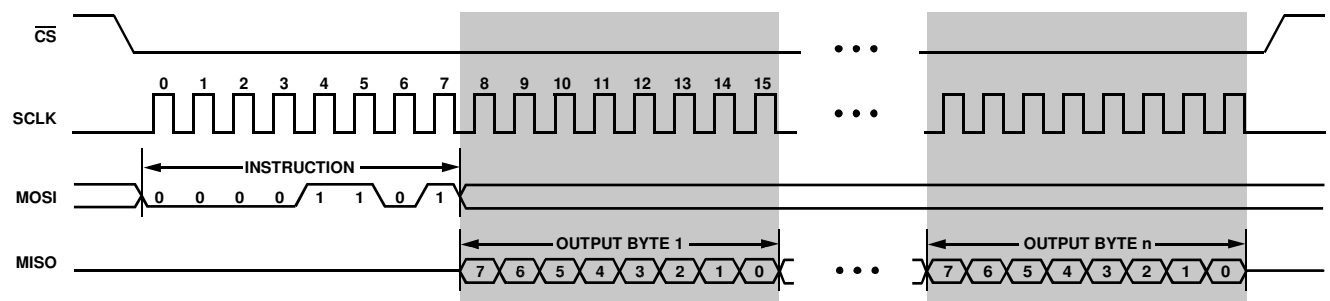 CS
0 1 2 3 4 5 6 7 8 9 10 11 12 13 14 15
SCLK
INSTRUCTION
MOSI 0 0 0 0 1 1 0 1
OUTPUT BYTE 1 OUTPUT BYTE n
MISO
7 6 5 4 3 2 1 0 7 6 5 4 3 2 1 0